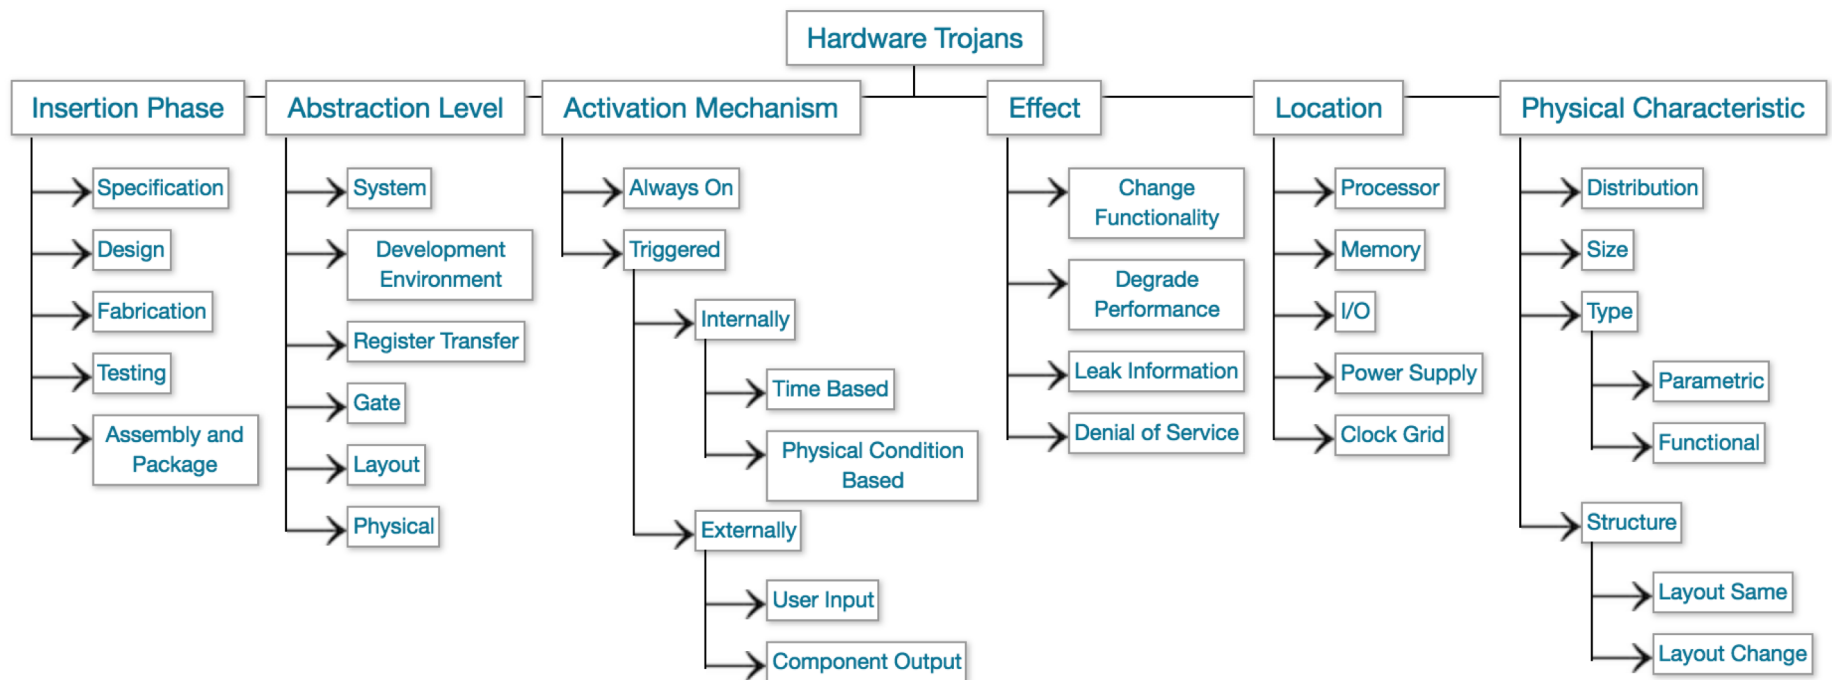 Hardware Trojans
Insertion Phase
Specification
Design
Fabrication
Testing
Assembly and
Package
Abstraction Level
System
Development
Environment
Register Transfer
Gate
Layout
Physical
Activation Mechanism
Always On
Triggered
Internally
Time Based
Physical Condition
Based
Externally
User Input
Component Output
Effect
Change
Functionality
Degrade
Performance
Leak Information
Denial of Service
Location
Processor
Memory
I/O
Power Supply
Clock Grid
Physical Characteristic
Distribution
Size
Type
Parametric
Functional
Structure
Layout Same
Layout Change